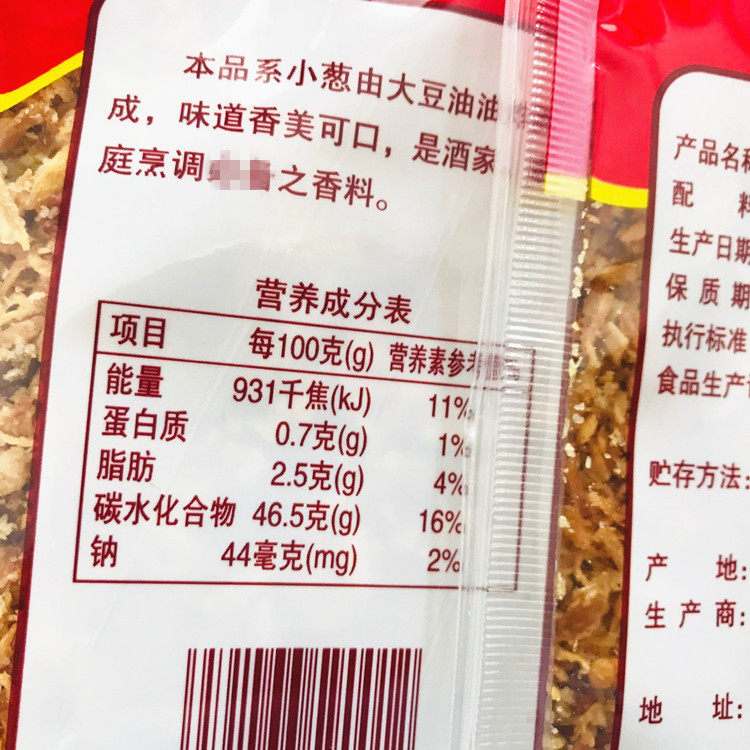 本品系小葱由大豆油油
成，味道香美可口，是酒家
庭烹调
之香料。
营养成分表
项目 每100克(g) 营养素参考
能量 931千焦(kJ) 11%
蛋白质 0.7克(g) 1%
脂肪 2.5克(g) 4%
碳水化合物 46.5克(g) 16%
钠 44毫克(mg) 2%
产品名称
配 料
生产日期
保 质 期
执行标准
食品生产
贮存方法：
产 地：
生 产 商：
地 址：